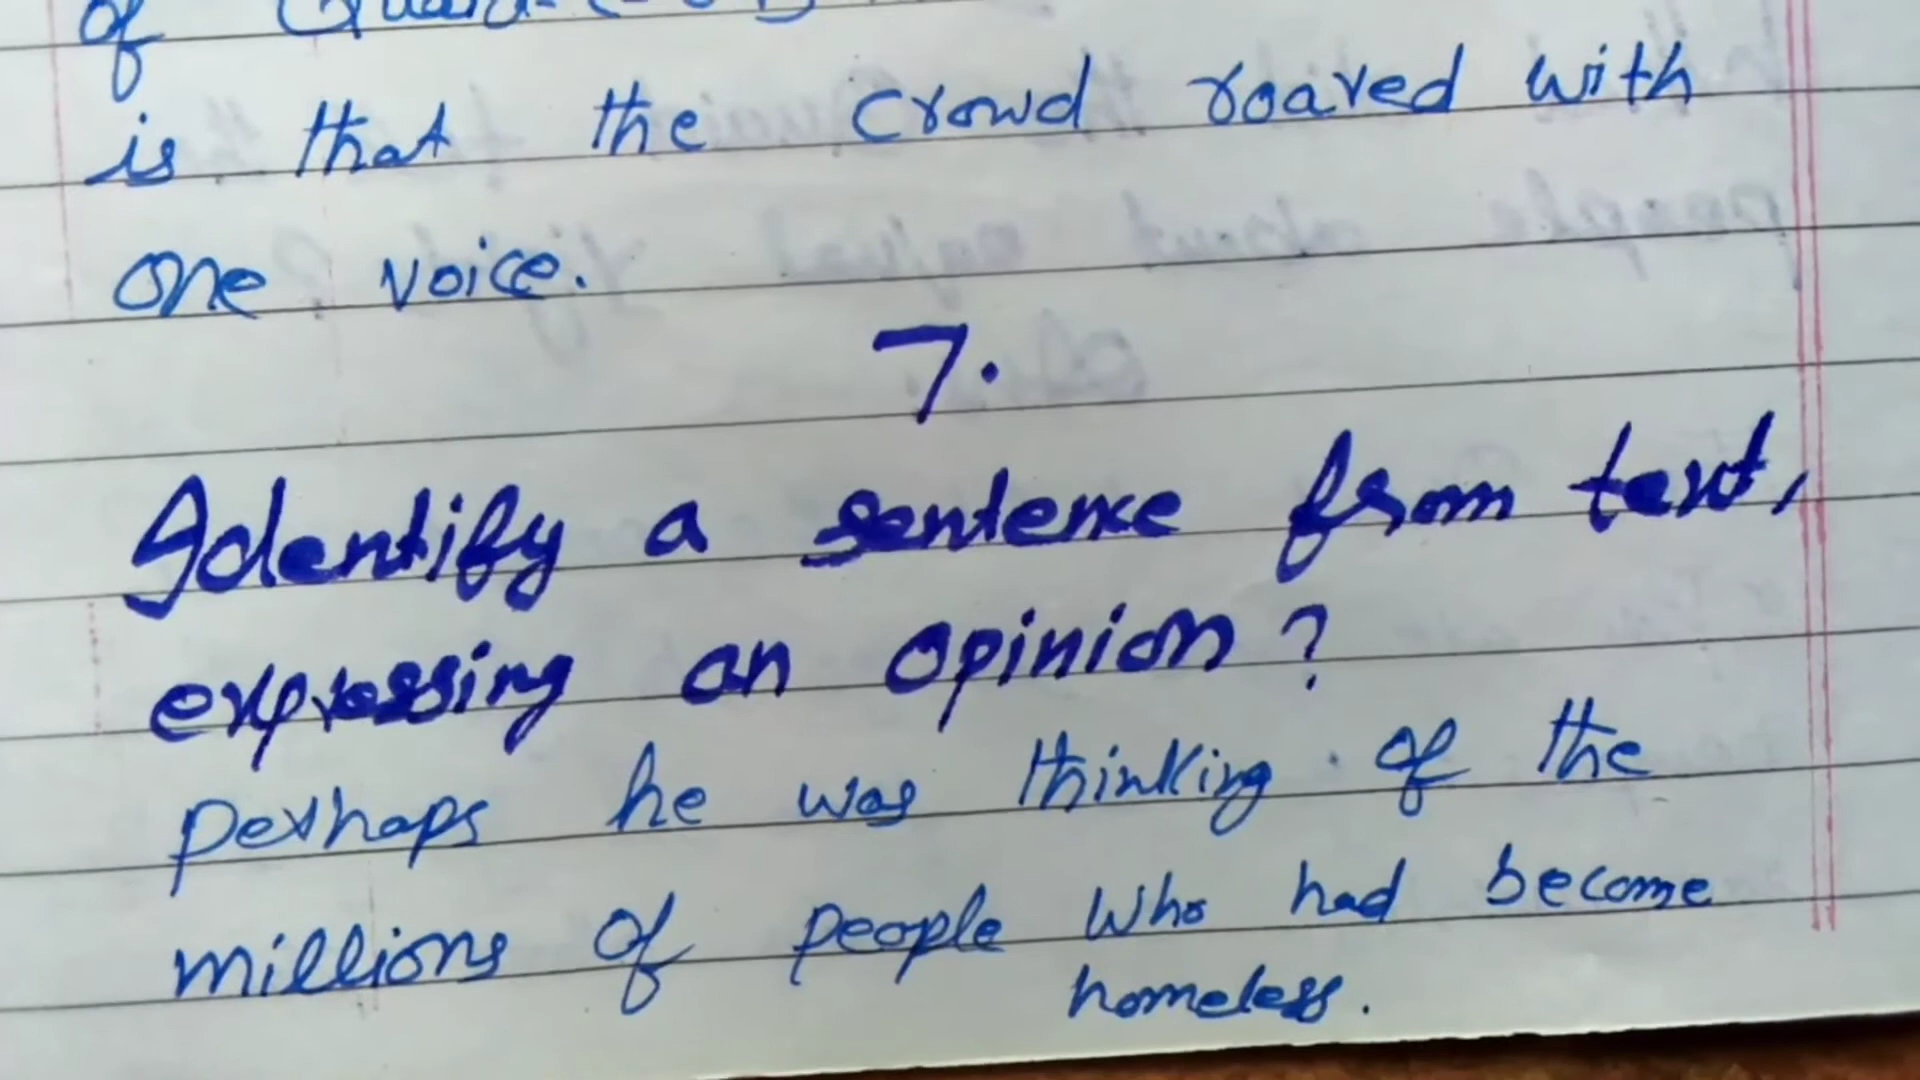 of
is that the crowd roared with
one voice.
7.
Identify a sentence from text,
expressing an opinion?
perhaps he was thinking of the
millions of people who had become
homeless.